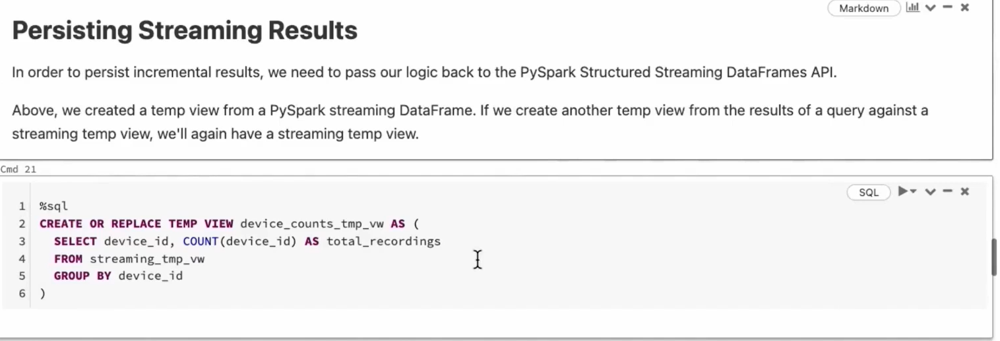 Markdown
Persisting Streaming Results
In order to persist incremental results, we need to pass our logic back to the PySpark Structured Streaming DataFrames API.
Above, we created a temp view from a PySpark streaming DataFrame. If we create another temp view from the results of a query against a
streaming temp view, we'll again have a streaming temp view.
Cmd 21
SQL
1 %sql
2 CREATE OR REPLACE TEMP VIEW device_counts_tmp_vw AS (
3   SELECT device_id, COUNT(device_id) AS total_recordings
4   FROM streaming_tmp_vw
5   GROUP BY device_id
6 )